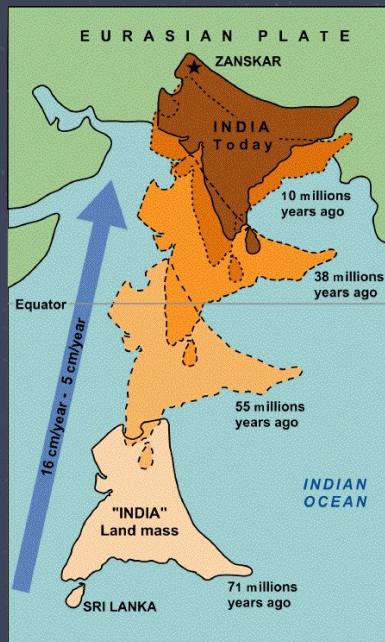 EURASIAN PLATE
ZANSKAR
INDIA
Today
10 millions
years ago
38 millions
years ago
Equator
16 cm/year - 5 cm/year
55 millions
years ago
INDIAN
OCEAN
"INDIA"
Land mass
71 millions
years ago
SRI LANKA